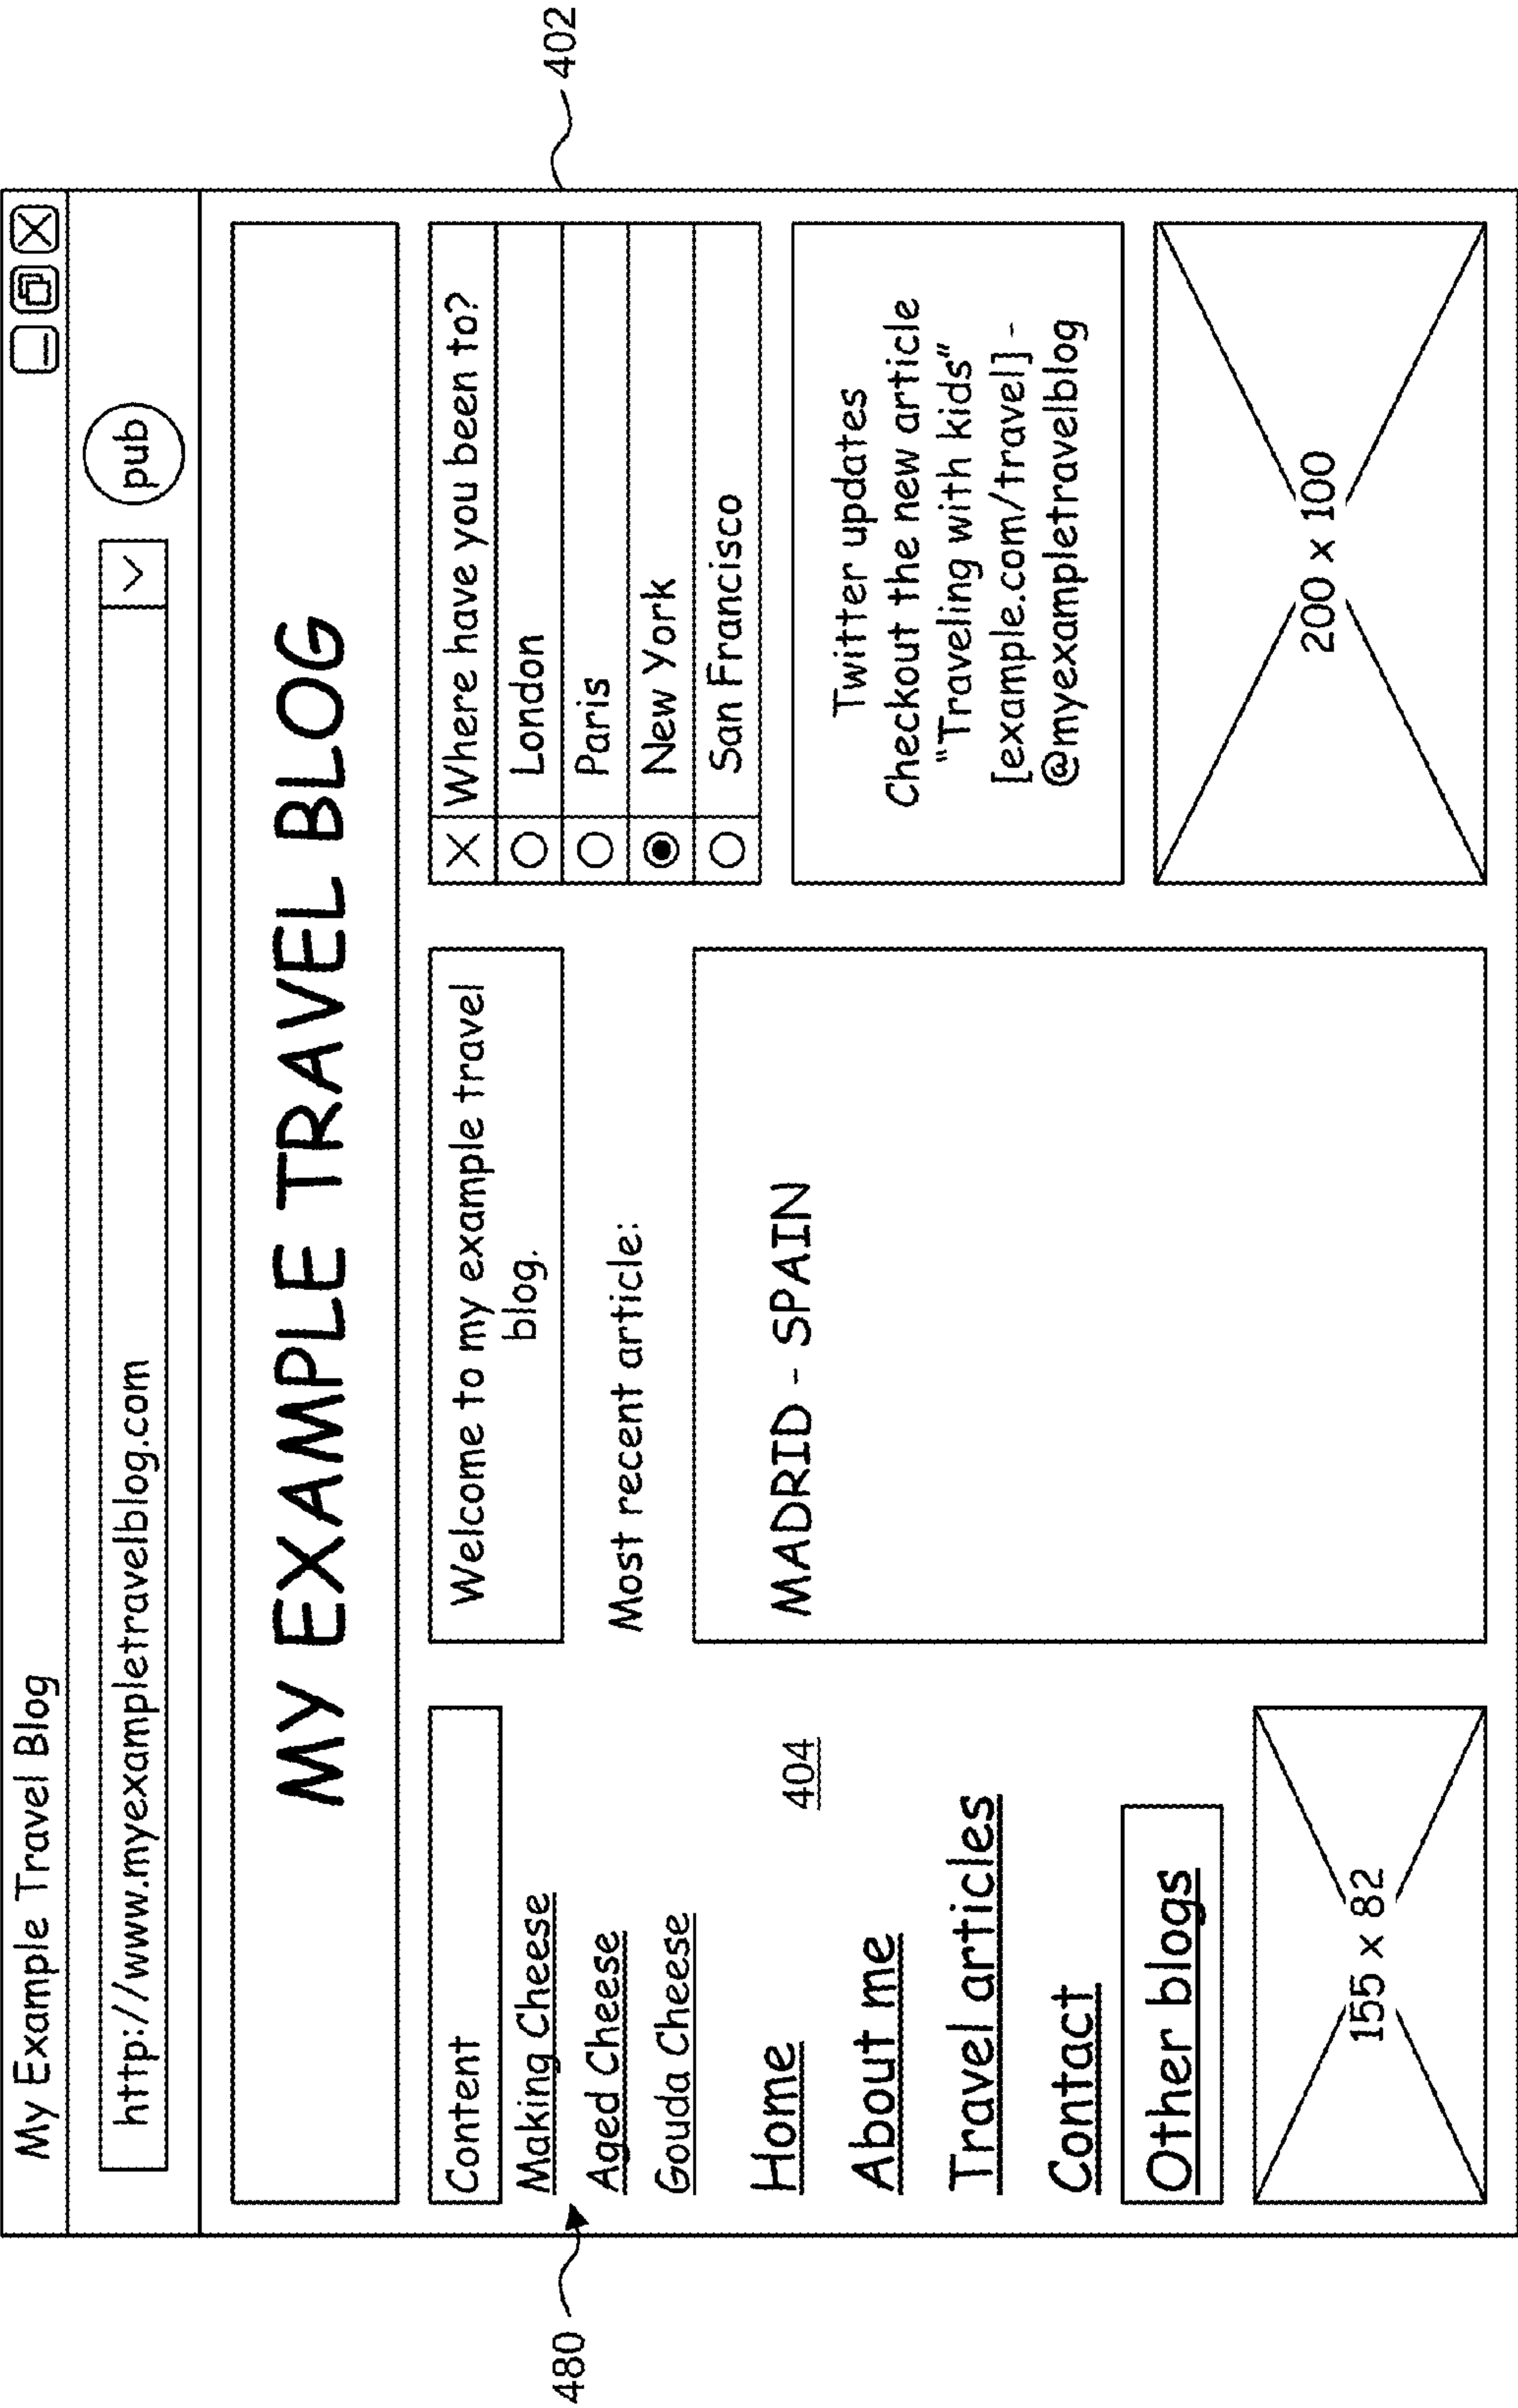 My Example Travel Blog
http://www.myexampletravelblog.com
pub
MY EXAMPLE TRAVEL BLOG
480
Content
Making Cheese
Aged Cheese
Gouda Cheese
Home
404
About me
Travel articles
Contact
Other blogs
155 x 82
Welcome to my example travel
blog.
Most recent article:
MADRID - SPAIN
Where have you been to?
London
Paris
New York
San Francisco
Twitter updates
Checkout the new article
"Traveling with kids"
[example.com/travel] -
@myexampletravelblog
200 x 100
402